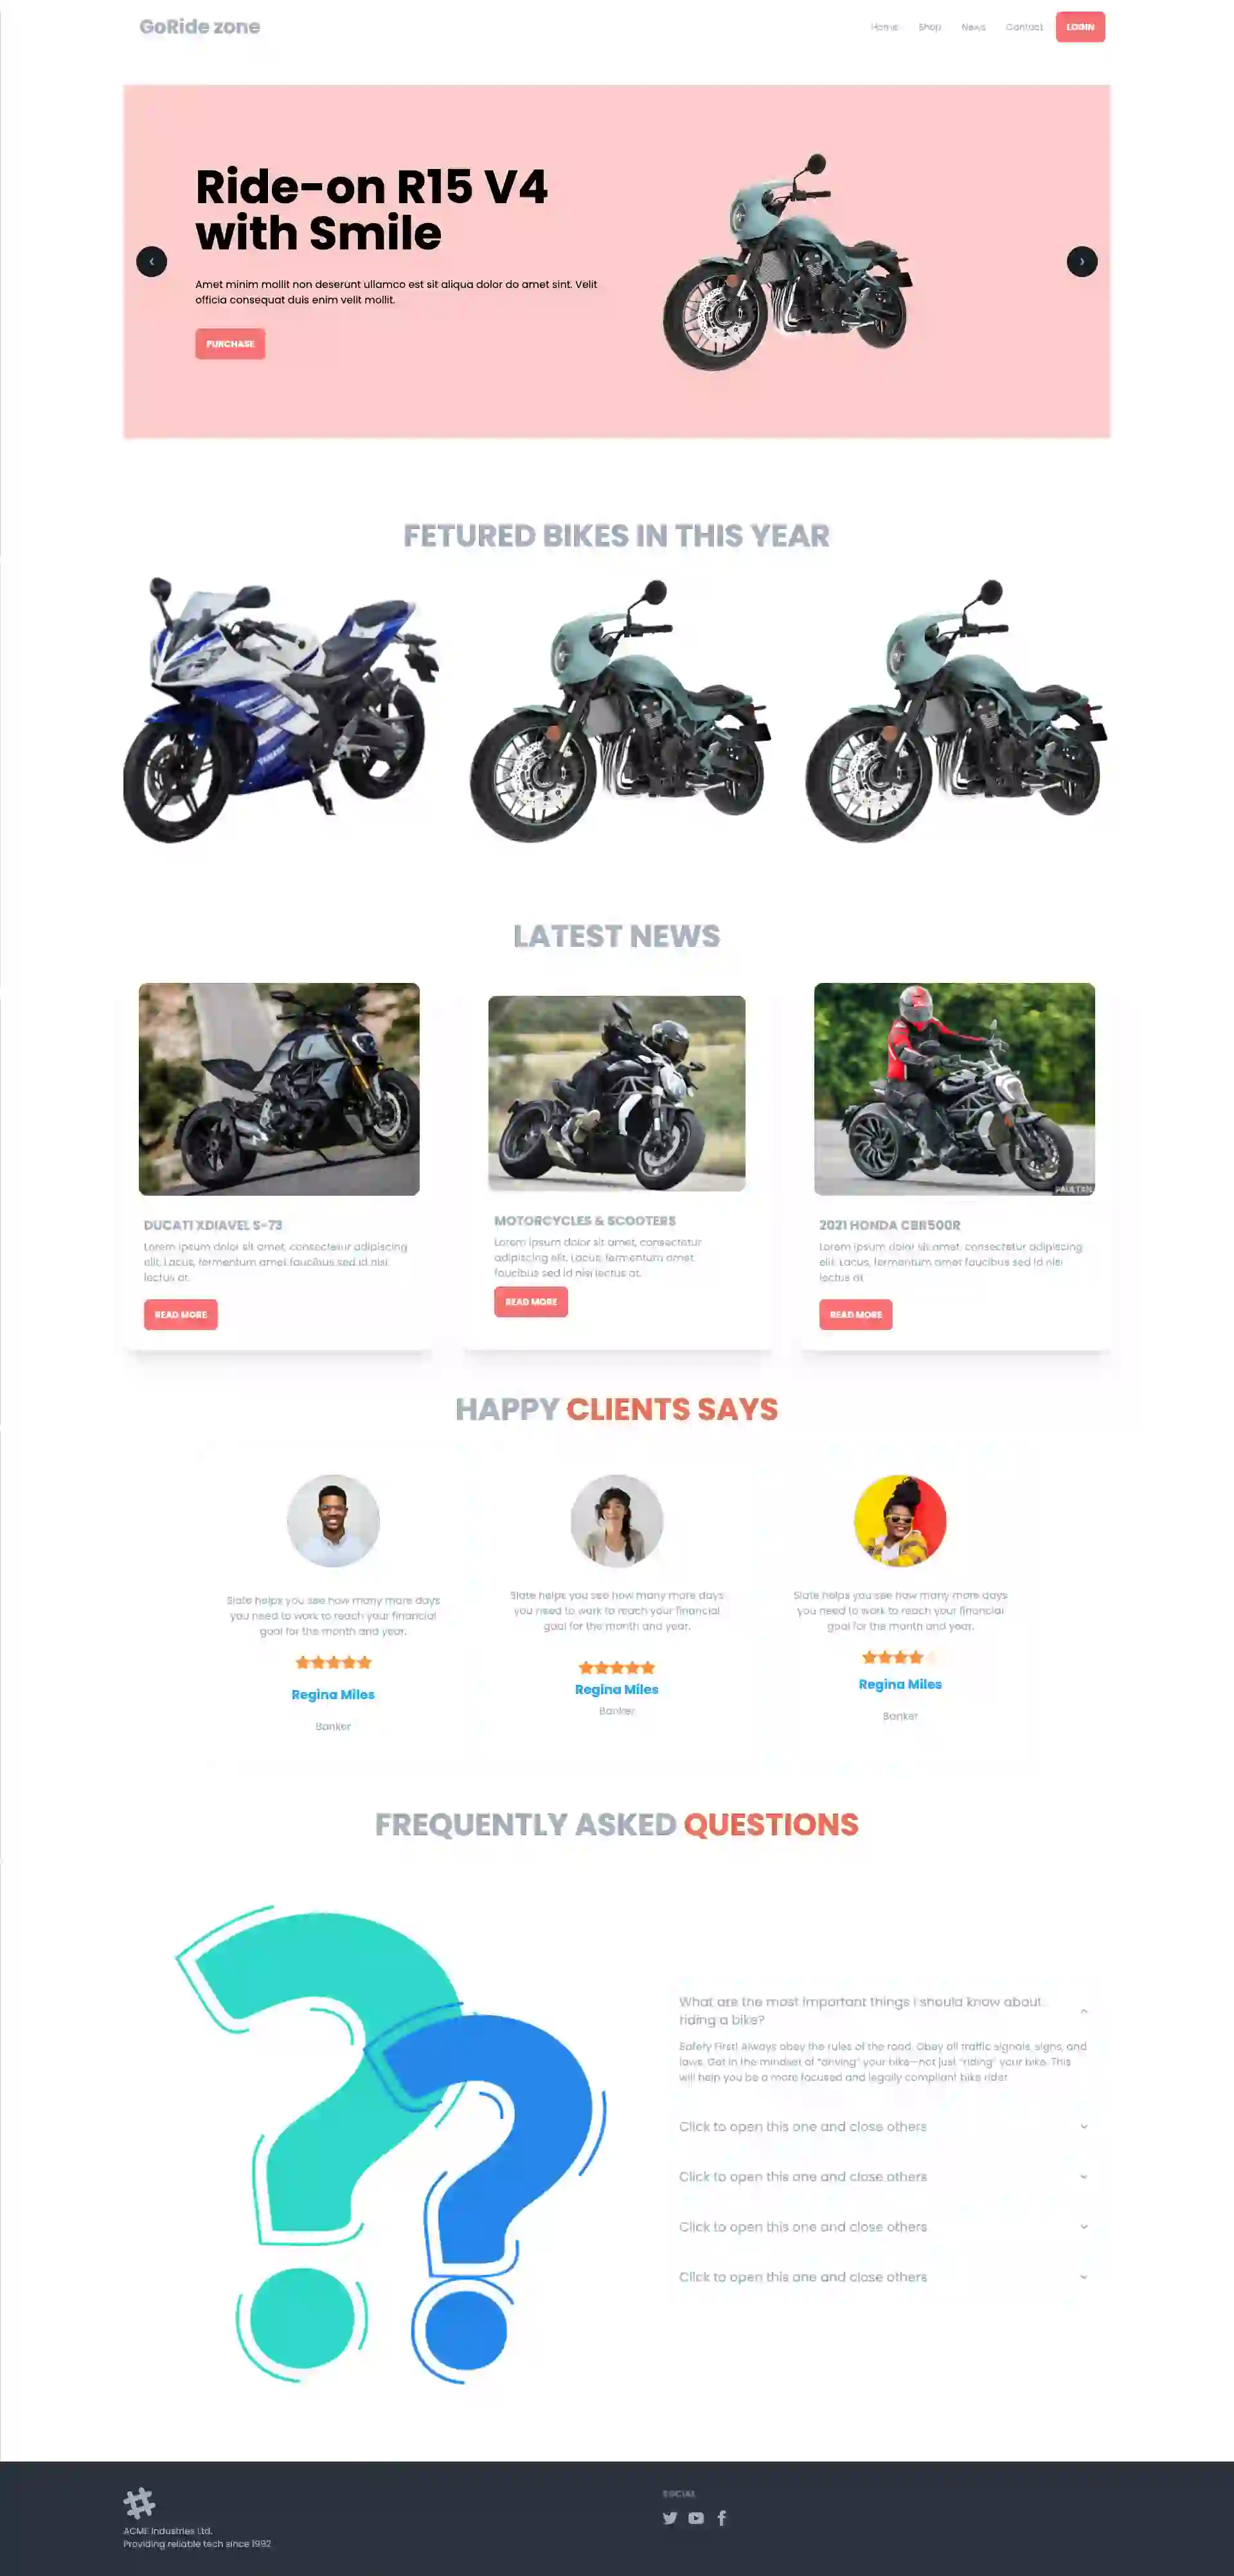 GoRide zone
Home Shop News Contact LOGIN
Ride-on R15 V4
with Smile
Amet minim mollit non deserunt ullamco est sit aliqua dolor do amet sint. Velit
officia consequat duis enim velit mollit.
PURCHASE
FETURED BIKES IN THIS YEAR
YAMAHA
LATEST NEWS
PAULTAN
DUCATI XDIAVEL S-73
Lorem ipsum dolor sit amet, consectetur adipiscing
elit. Lacus, fermentum amet faucibus sed id nisi
lectus at.
READ MORE
MOTORCYCLES & SCOOTERS
Lorem ipsum dolor sit amet, consectetur
adipiscing elit. Lacus, fermentum amet
faucibus sed id nisi lectus at.
READ MORE
2021 HONDA CBR500R
Lorem ipsum dolor sit amet, consectetur adipiscing
elit. Lacus, fermentum amet faucibus sed id nisi
lectus at.
READ MORE
HAPPY CLIENTS SAYS
Slate helps you see how many more days
you need to work to reach your financial
goal for the month and year.
Regina Miles
Banker
Slate helps you see how many more days
you need to work to reach your financial
goal for the month and year.
Regina Miles
Banker
Slate helps you see how many more days
you need to work to reach your financial
goal for the month and year.
Regina Miles
Banker
FREQUENTLY ASKED QUESTIONS
What are the most important things I should know about
riding a bike?
Safety First! Always obey the rules of the road. Obey all traffic signals, signs, and
laws. Get in the mindset of “driving” your bike—not just “riding” your bike. This
will help you be a more focused and legally compliant bike rider.
Click to open this one and close others
Click to open this one and close others
Click to open this one and close others
Click to open this one and close others
ACME Industries Ltd.
Providing reliable tech since 1992
SOCIAL